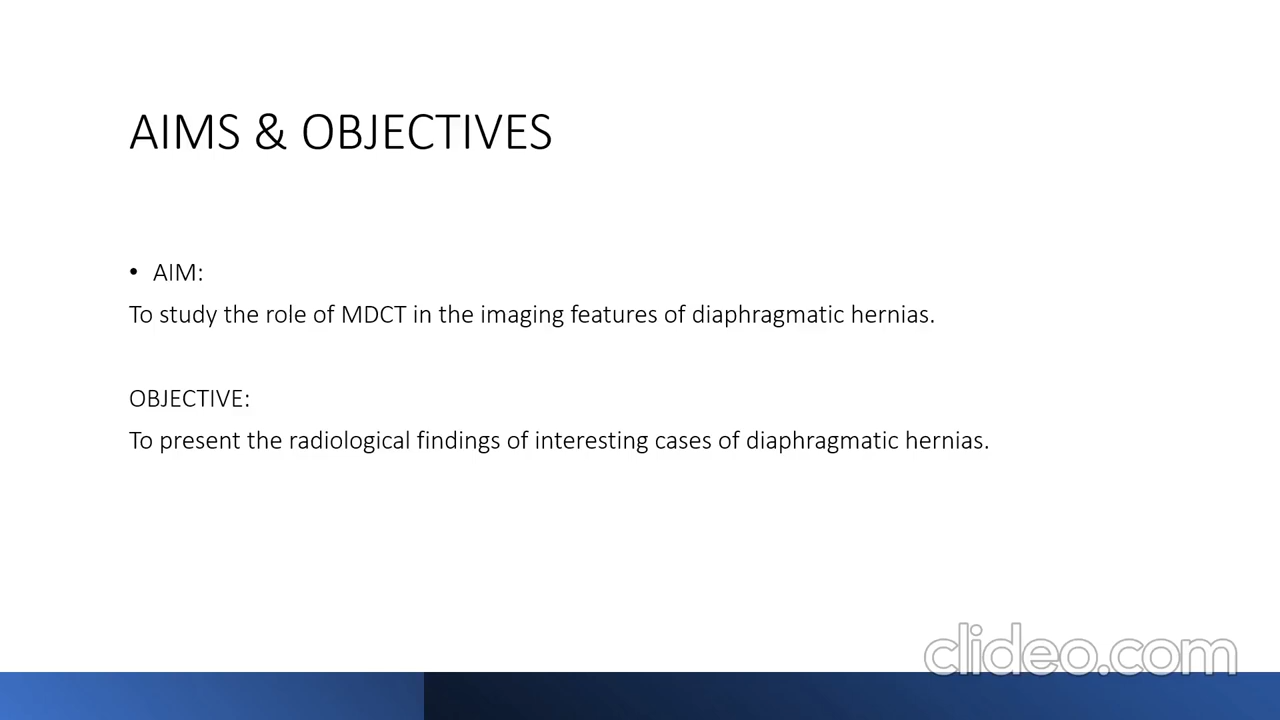 AIMS & OBJECTIVES
• AIM:
To study the role of MDCT in the imaging features of diaphragmatic hernias.
OBJECTIVE:
To present the radiological findings of interesting cases of diaphragmatic hernias.
clideo.com